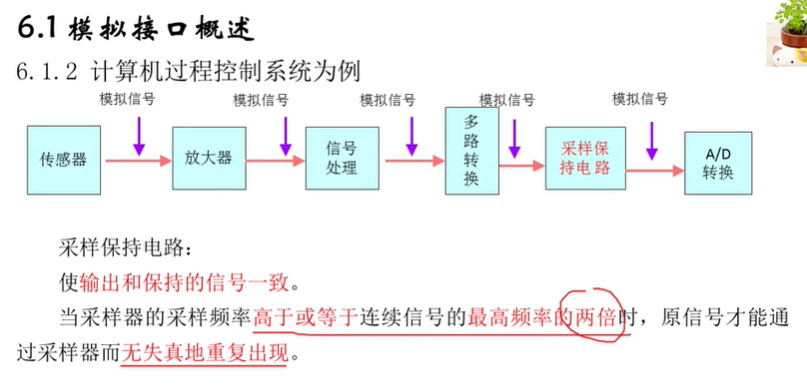 6.1 模拟接口概述
6.1.2 计算机过程控制系统为例
模拟信号 模拟信号 模拟信号 模拟信号 模拟信号
传感器
放大器
信号
处理
多
路
转
换
采样保
持电路
A/D
转换
采样保持电路：
使输出和保持的信号一致。
当采样器的采样频率高于或等于连续信号的最高频率的两倍时，原信号才能通
过采样器而无失真地重复出现。